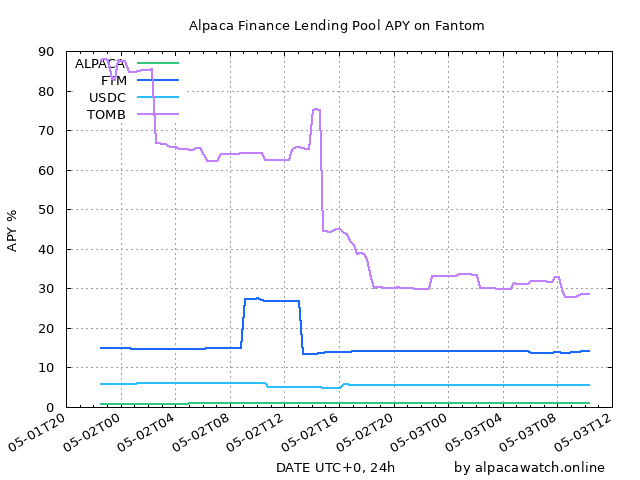 Alpaca Finance Lending Pool APY on Fantom
90
80
70
60
50
40
30
20
10
0
APY %
ALPACA
FTM
USDC
TOMB
05-01T20
05-02T00
05-02T04
05-02T08
05-02T12
05-02T16
05-02T20
05-03T00
05-03T04
05-03T08
05-03T12
DATE UTC+0, 24h
by alpacawatch.online